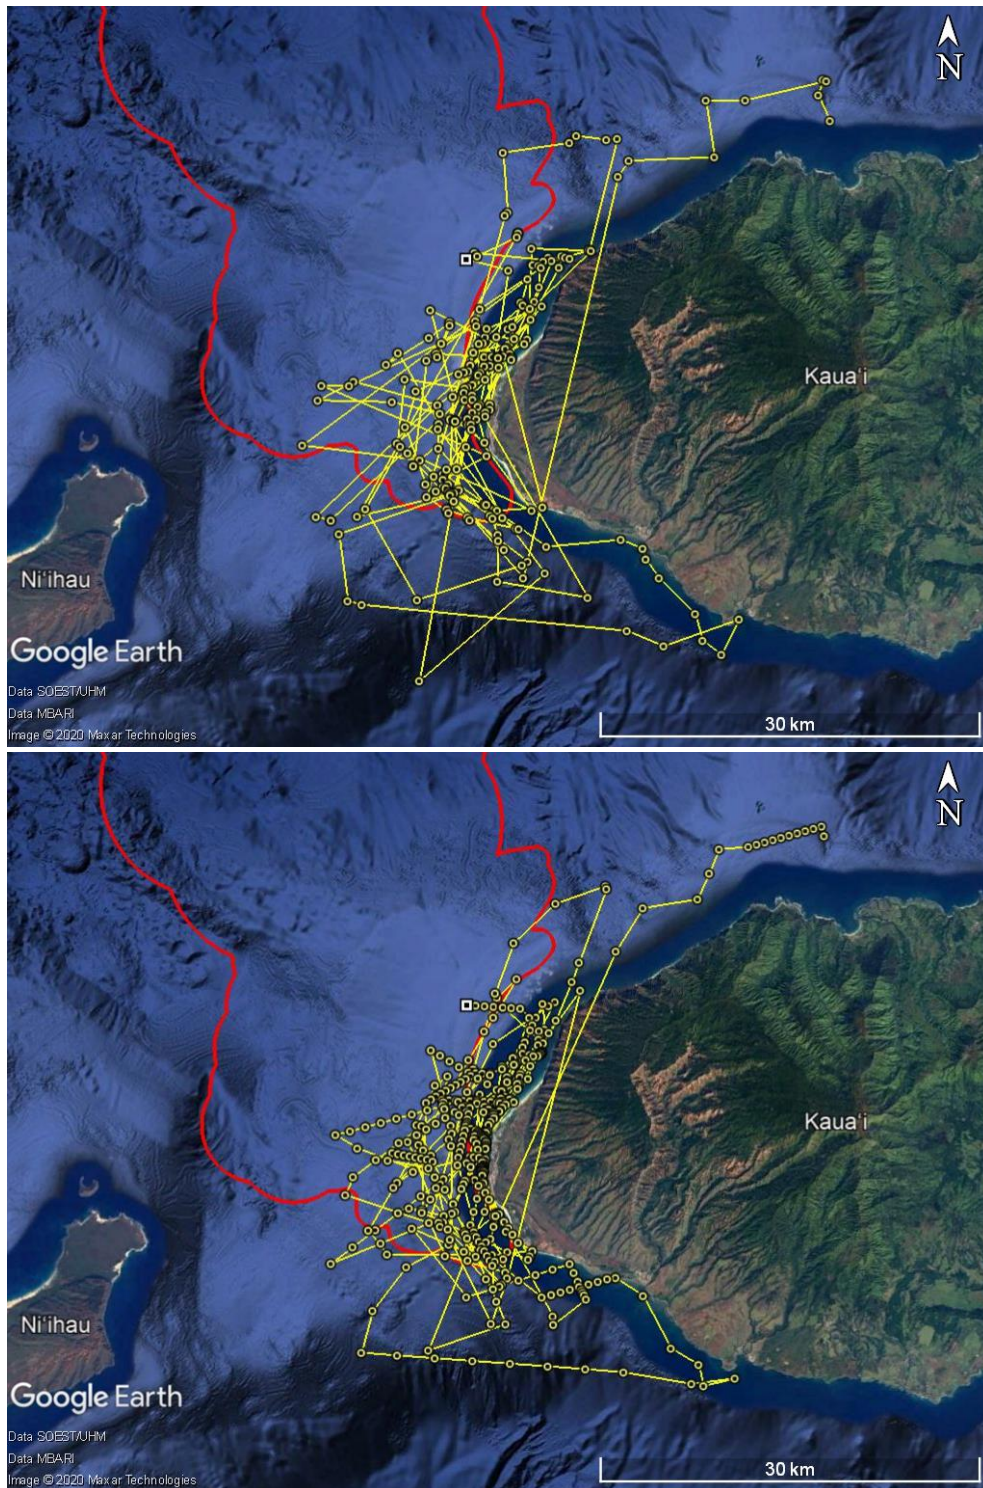 N
Kaua'i
Ni'ihau
Google Earth
Data SOEST/UHM
Data MBARI
Image © 2020 Maxar Technologies
30 km
N
Kaua'i
Ni'ihau
Google Earth
Data SOEST/UHM
Data MBARI
Image © 2020 Maxar Technologies
30 km